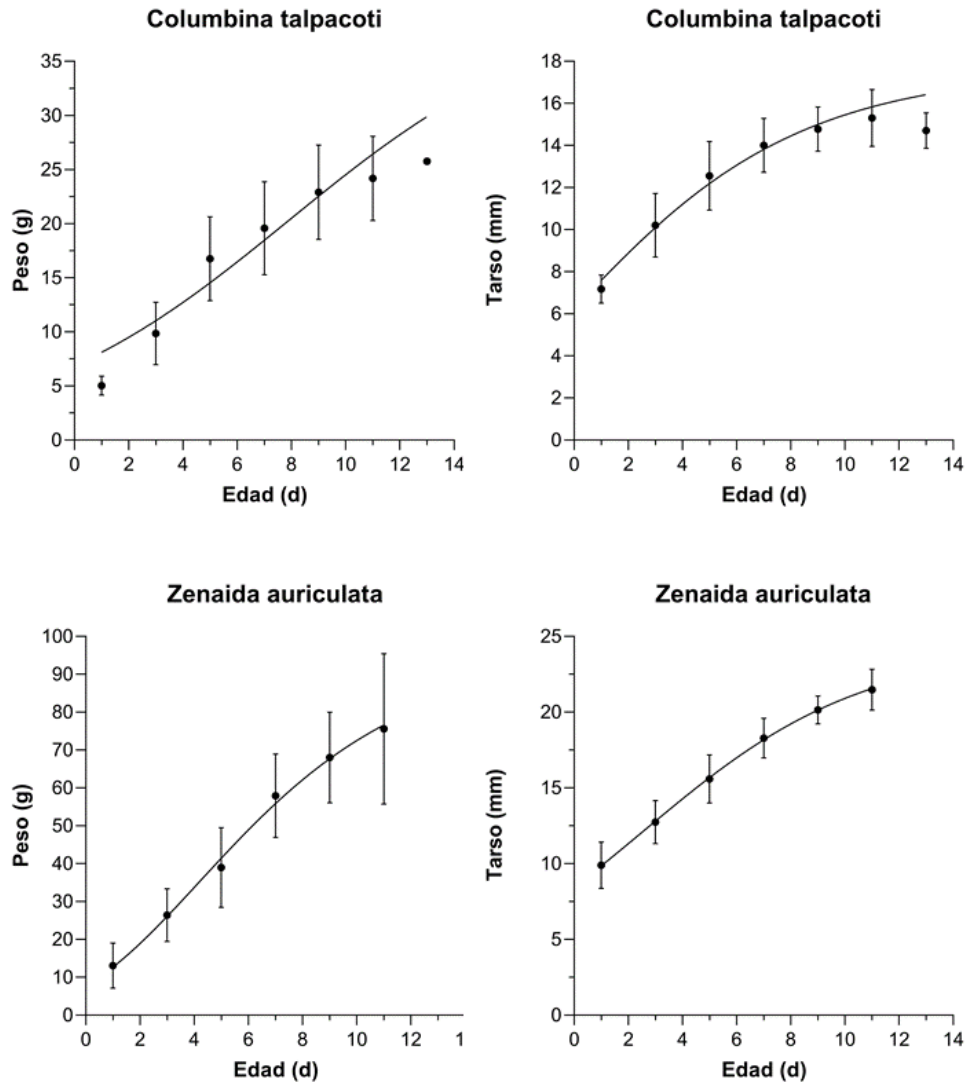 Columbina talpacoti
Peso (g)
35
30
25
20
15
10
5
0
0 2 4 6 8 10 12 14
Edad (d)
Columbina talpacoti
Tarso (mm)
18
16
14
12
10
8
6
4
2
0
0 2 4 6 8 10 12 14
Edad (d)
Zenaida auriculata
Peso (g)
100
90
80
70
60
50
40
30
20
10
0
0 2 4 6 8 10 12 1
Edad (d)
Zenaida auriculata
Tarso (mm)
25
20
15
10
5
0
0 2 4 6 8 10 12 14
Edad (d)